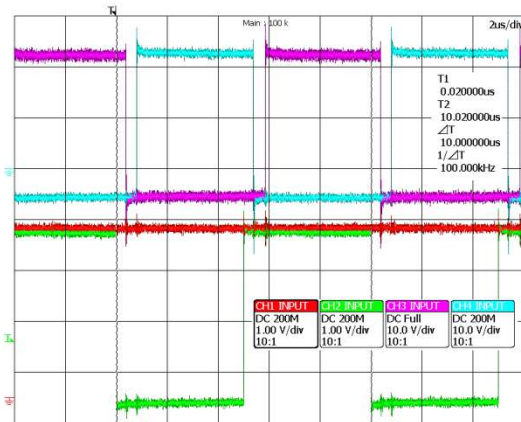 T
Main : 100 k
2us/div
T1
0.020000us
T2
10.020000us
⊿T
10.000000us
1/⊿T
100.000kHz
CH1 INPUT
DC 200M
1.00 V/div
10:1
CH2 INPUT
DC 200M
1.00 V/div
10:1
CH3 INPUT
DC Full
10.0 V/div
10:1
CH4 INPUT
DC 200M
10.0 V/div
10:1